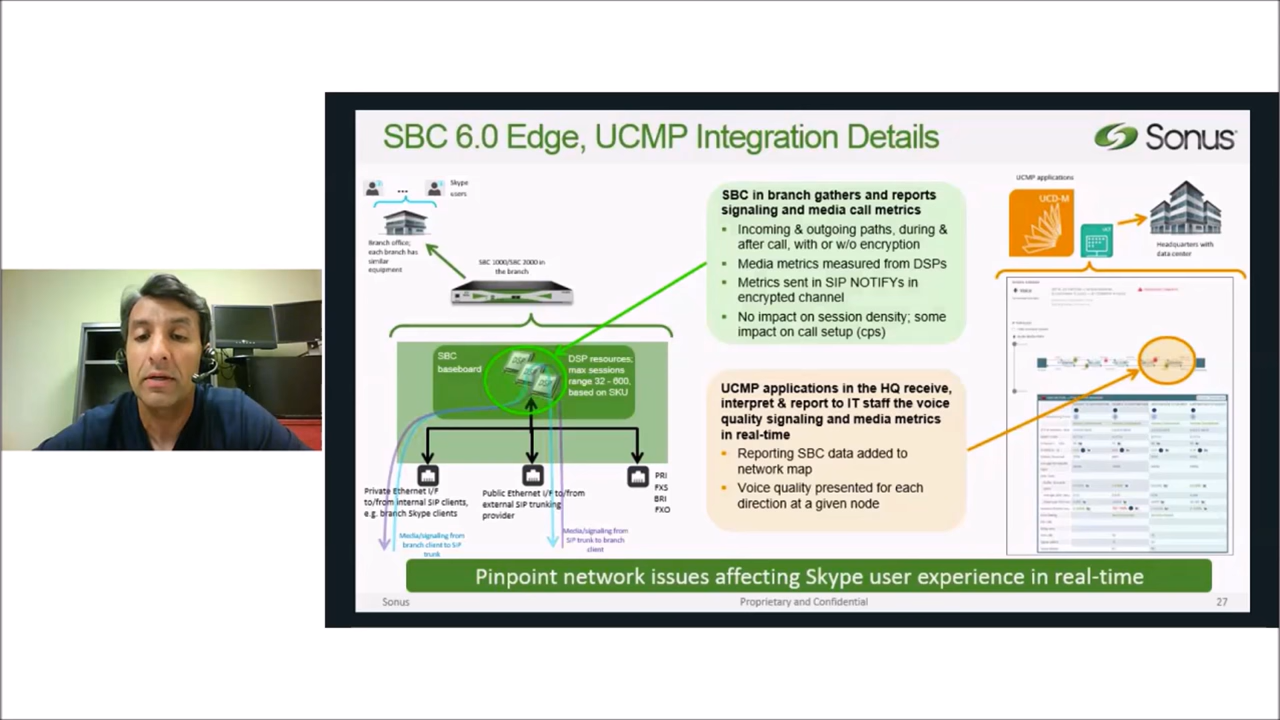 SBC 6.0 Edge, UCMP Integration Details
Sonus
Skype
users
...
Branch office;
each branch has
similar
equipment
SBC 1000/SBC 2000 in
the branch
SBC
baseboard
DSP resources;
max sessions
range 32 - 600,
based on SKU
Private Ethernet I/F
to/from internal SIP clients,
e.g. branch Skype clients
Public Ethernet I/F to/from
external SIP trunking
provider
PRI
FXS
BRI
FXO
Media/signaling from
branch client to SIP
trunk
Media/signaling from
SIP trunk to branch
client
SBC in branch gathers and reports
signaling and media call metrics
Incoming & outgoing paths, during &
after call, with or w/o encryption
Media metrics measured from DSPs
Metrics sent in SIP NOTIFYs in
encrypted channel
No impact on session density; some
impact on call setup (cps)
UCMP applications in the HQ receive,
interpret & report to IT staff the voice
quality signaling and media metrics
in real-time
Reporting SBC data added to
network map
Voice quality presented for each
direction at a given node
UCMP applications
UCD-M
Headquarters with
data center
Pinpoint network issues affecting Skype user experience in real-time
Sonus
Proprietary and Confidential
27